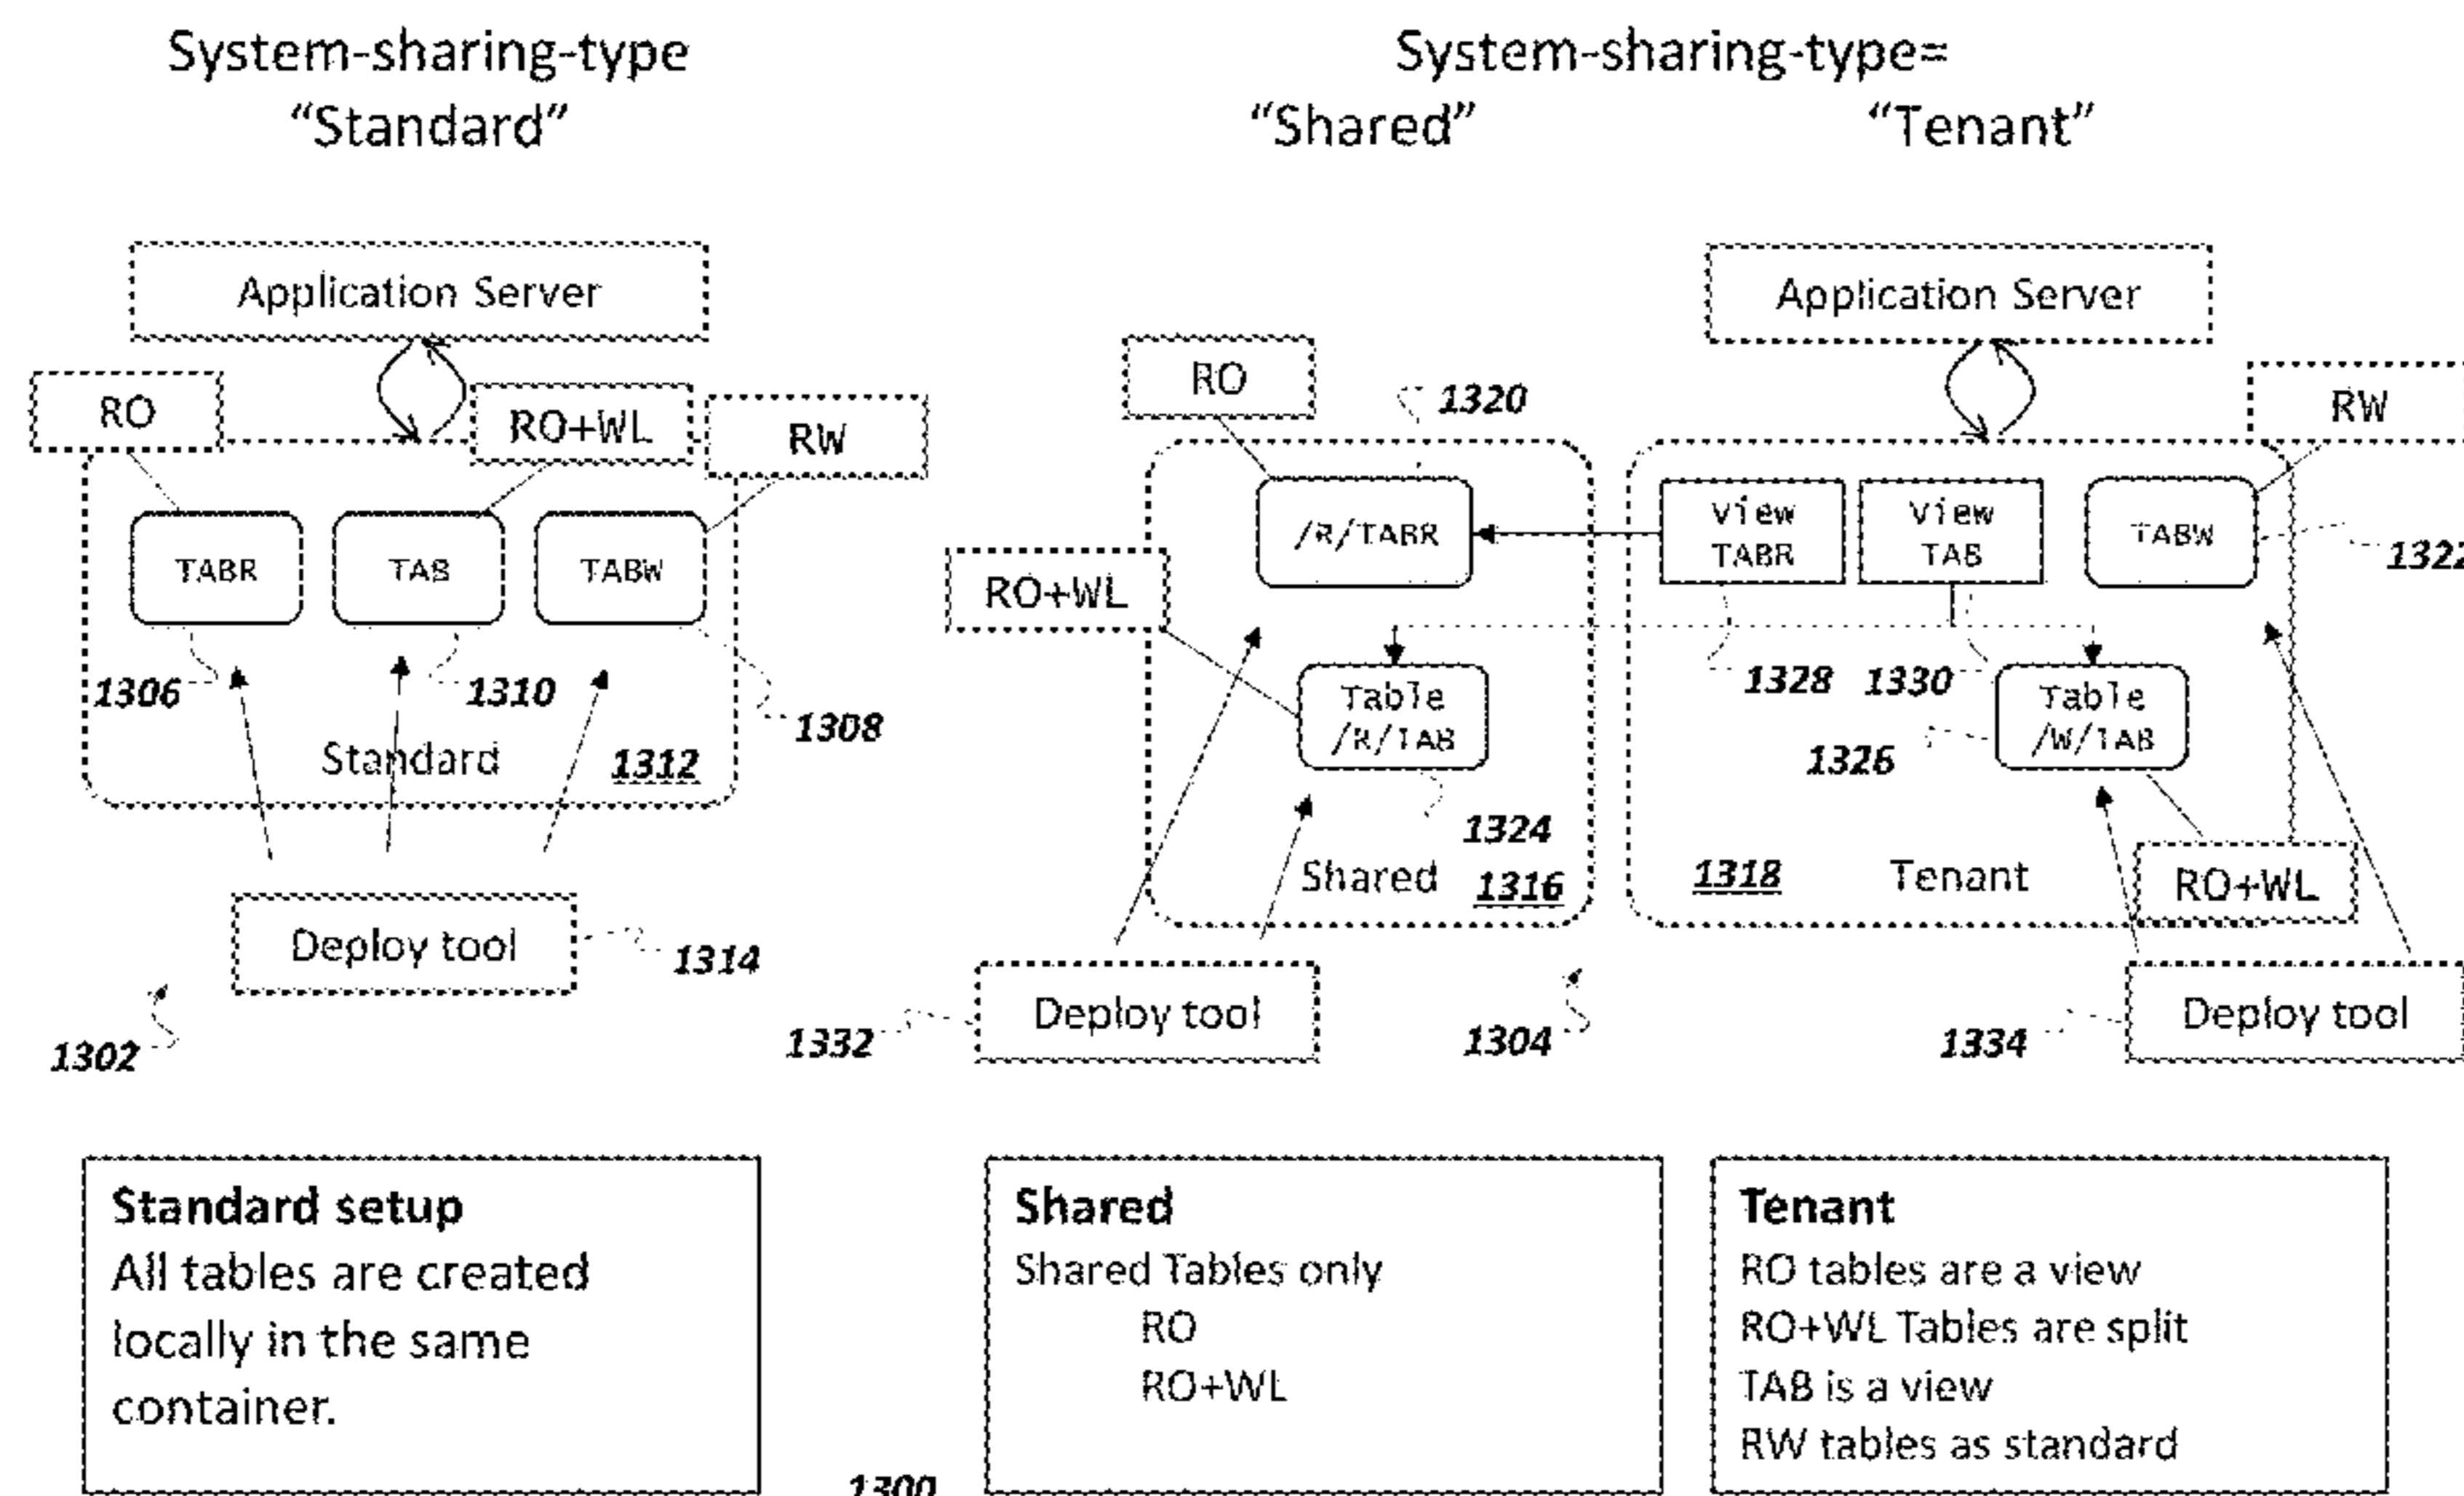 System-sharing-type
“Standard”
System-sharing-type=
“Shared”
“Tenant”
Application Server
RO
RO+WL
RW
TABR
TAB
TABW
1306
1310
1308
Standard
1312
Deploy tool
1314
1302
Application Server
RO
1320
RW
/R/TABR
View
TABR
View
TAB
TABW
1322
RO+WL
1328
1330
Table
/R/TAB
Table
/W/TAB
1326
1324
Shared
1316
1318
Tenant
RO+WL
Deploy tool
1332
1304
1334
Deploy tool
Standard setup
All tables are created
locally in the same
container.
Shared
Shared Tables only
RO
RO+WL
Tenant
RO tables are a view
RO+WL Tables are split
TAB is a view
RW tables as standard
1300